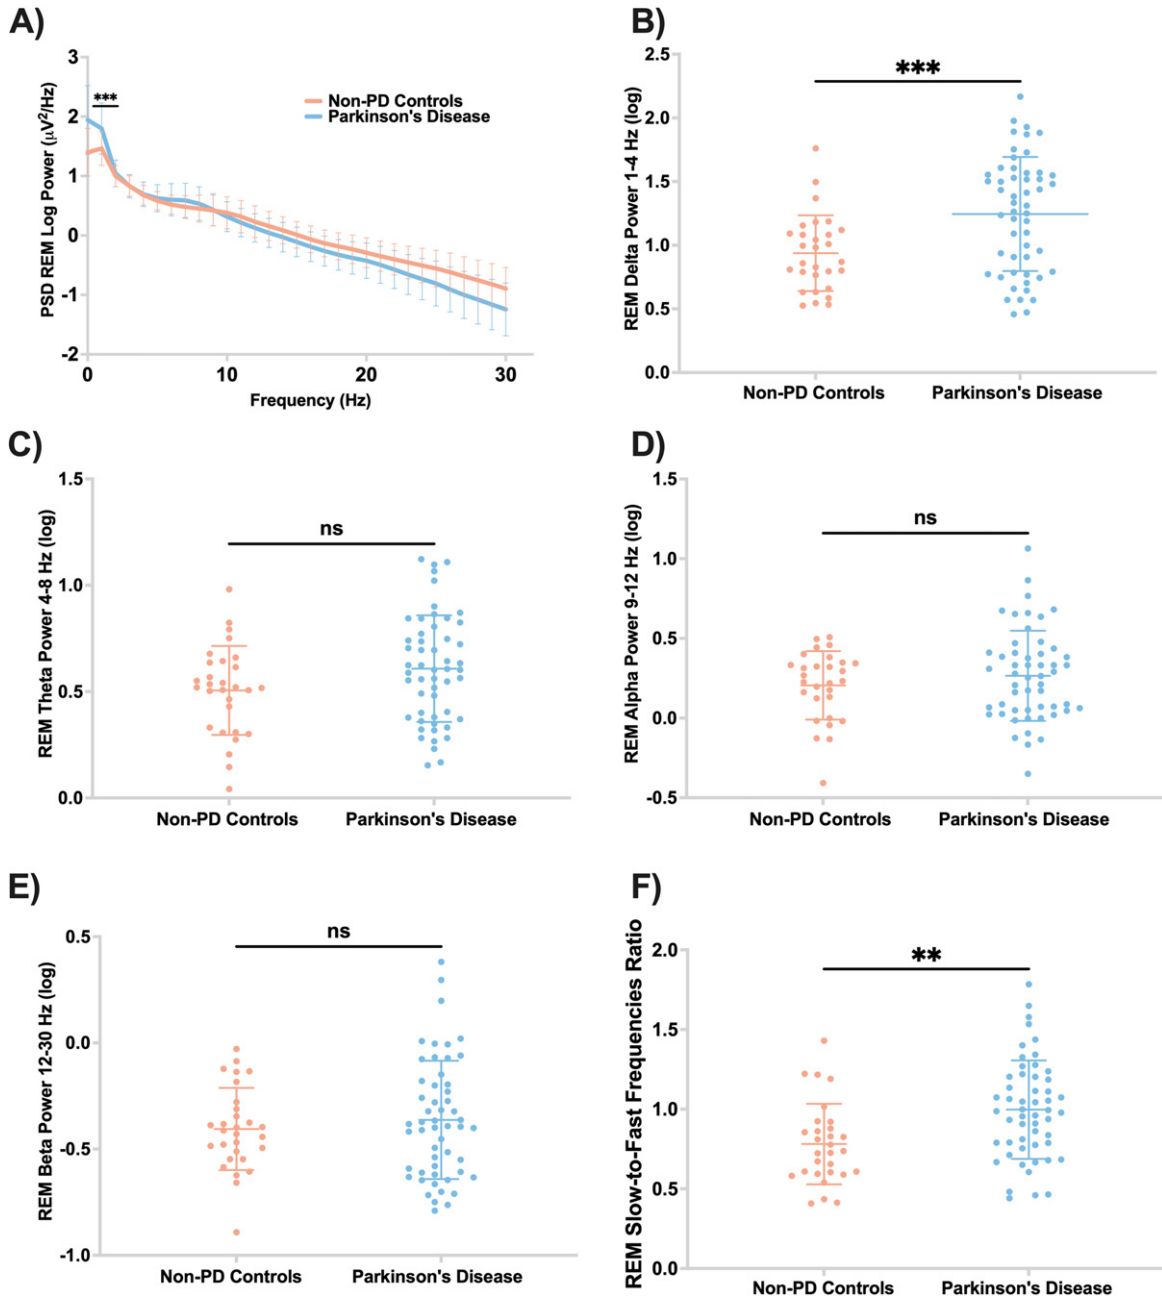 A)
PSD REM Log Power (μV²/Hz)
3
2
1
0
-1
-2
***
Non-PD Controls
Parkinson's Disease
0
10
20
30
Frequency (Hz)
B)
REM Delta Power 1-4 Hz (log)
2.5
2.0
1.5
1.0
0.5
0.0
***
Non-PD Controls
Parkinson's Disease
C)
REM Theta Power 4-8 Hz (log)
1.5
1.0
0.5
0.0
ns
Non-PD Controls
Parkinson's Disease
D)
REM Alpha Power 9-12 Hz (log)
1.5
1.0
0.5
0.0
-0.5
ns
Non-PD Controls
Parkinson's Disease
E)
REM Beta Power 12-30 Hz (log)
0.5
0.0
-0.5
-1.0
ns
Non-PD Controls
Parkinson's Disease
F)
REM Slow-to-Fast Frequencies Ratio
2.0
1.5
1.0
0.5
0.0
**
Non-PD Controls
Parkinson's Disease